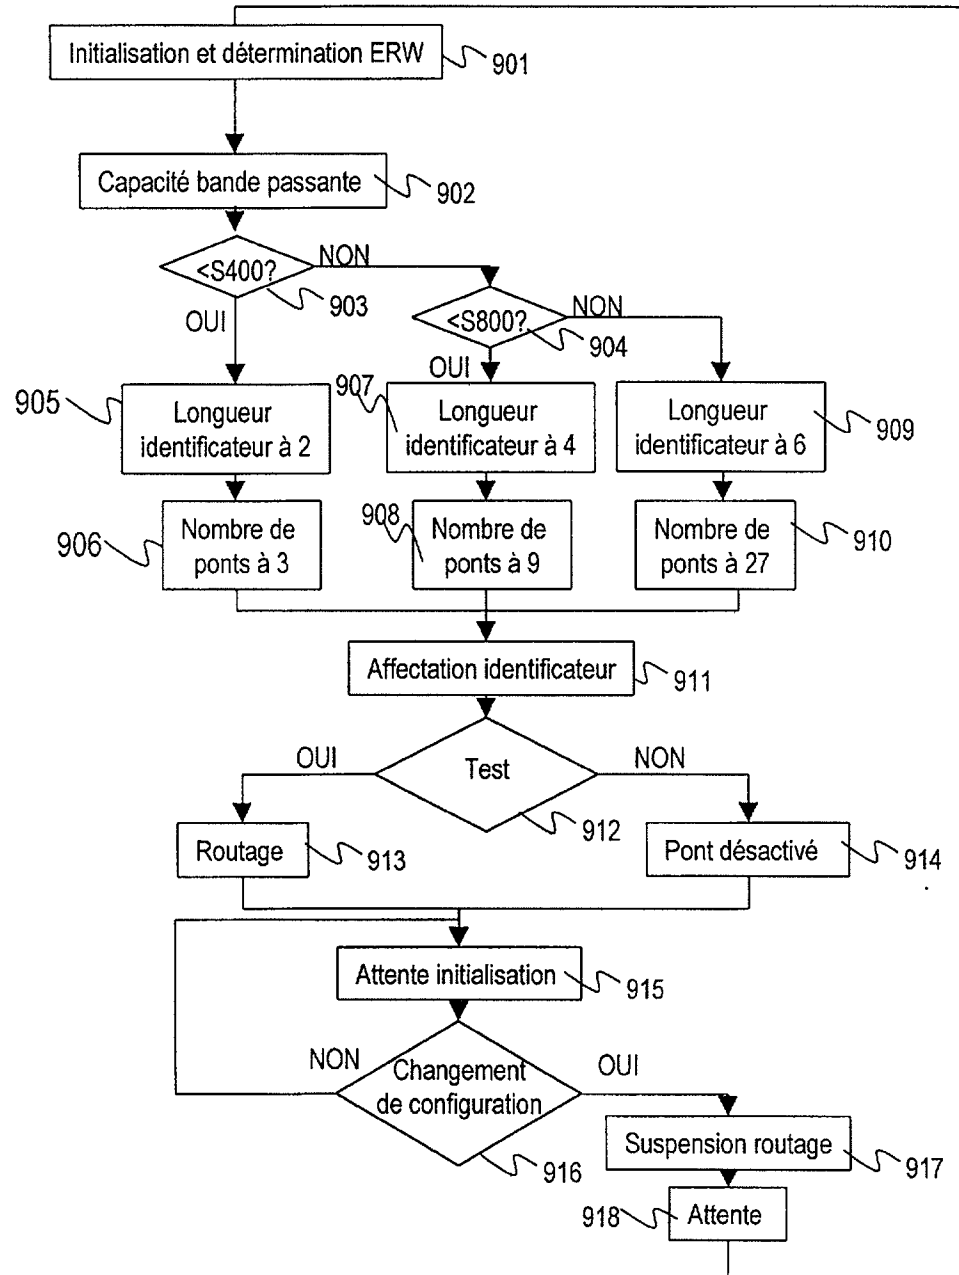 Initialisation et détermination ERW
901
Capacité bande passante
902
<S400?
NON
903
OUI
<S800?
NON
904
OUI
905
Longueur
identificateur à 2
907
Longueur
identificateur à 4
Longueur
identificateur à 6
909
906
Nombre de
ponts à 3
908
Nombre de
ponts à 9
Nombre de
ponts à 27
910
Affectation identificateur
911
OUI
Test
NON
912
Routage
913
Pont désactivé
914
Attente initialisation
915
NON
Changement
de configuration
OUI
916
Suspension routage
917
918
Attente